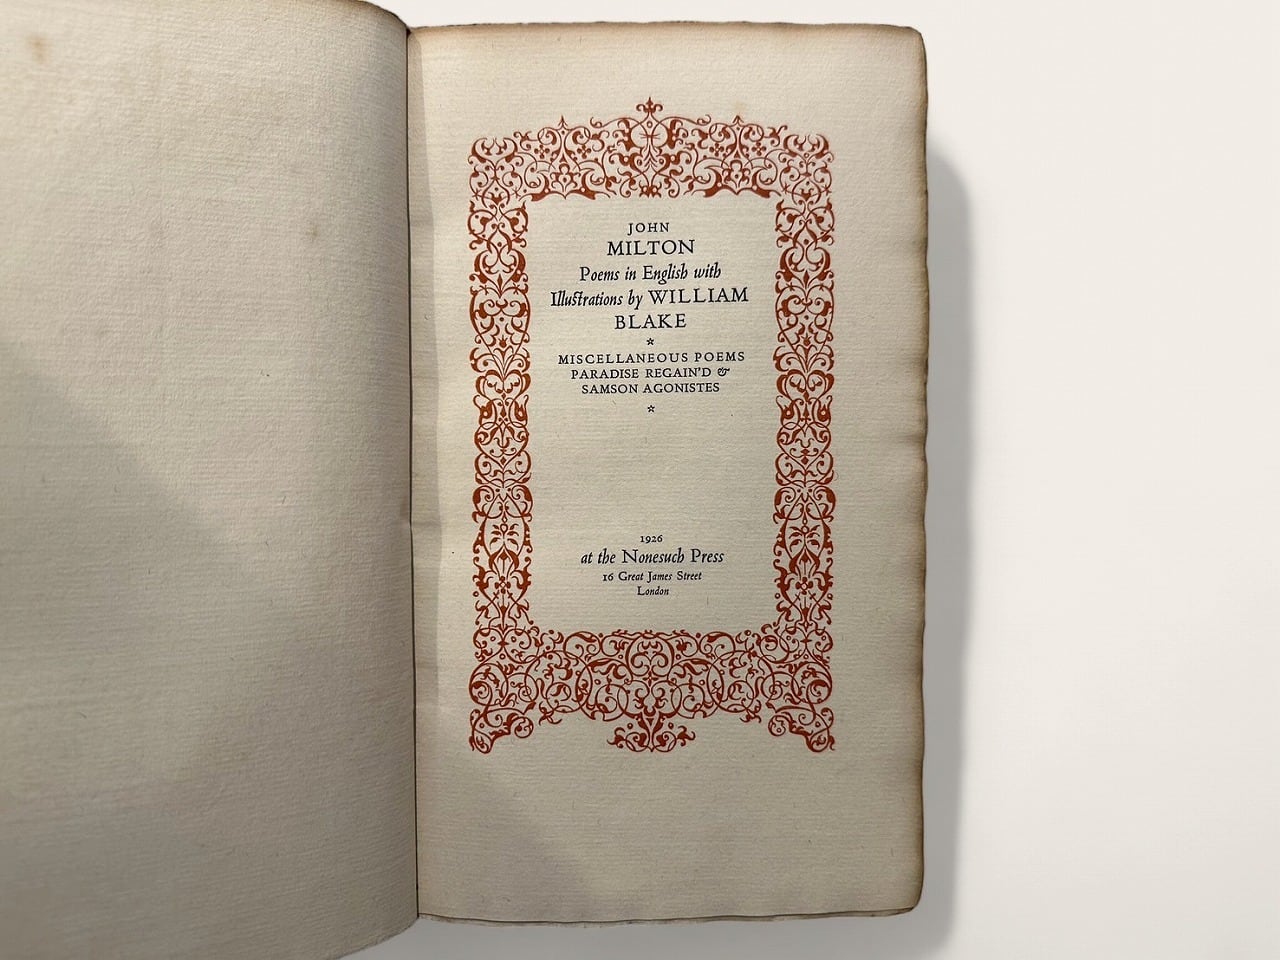 JOHN
MILTON
Poems in English with
Illustrations by WILLIAM
BLAKE
MISCELLANEOUS POEMS
PARADISE REGAIN'D &
SAMSON AGONISTES
1926
at the Nonesuch Press
16 Great James Street
London